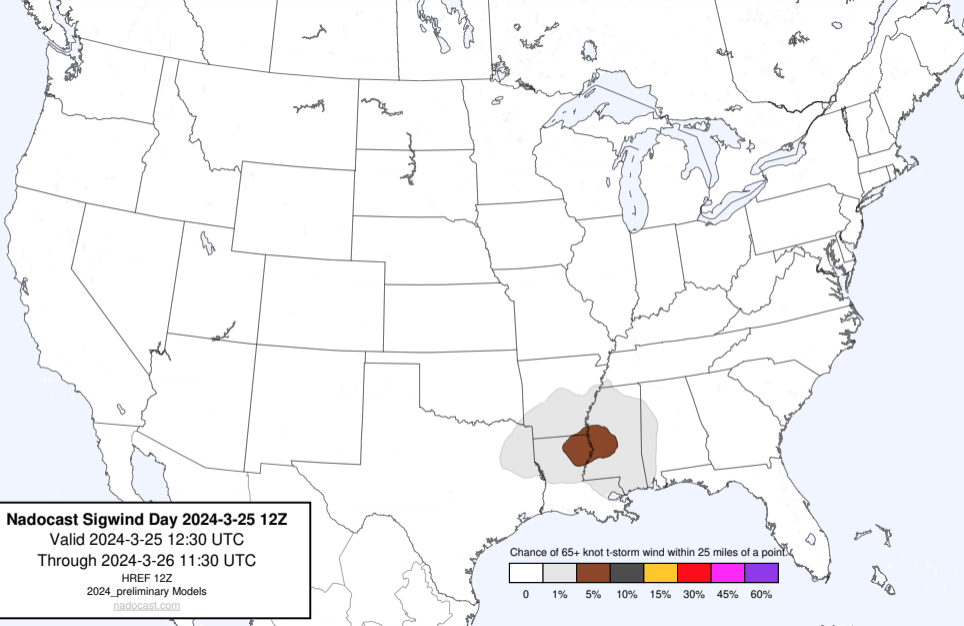 Nadocast Sigwind Day 2024-3-25 12Z
Valid 2024-3-25 12:30 UTC
Through 2024-3-26 11:30 UTC
HREF 12Z
2024_preliminary Models
nadocast.com
Chance of 65+ knot t-storm wind within 25 miles of a point.
0 1% 5% 10% 15% 30% 45% 60%